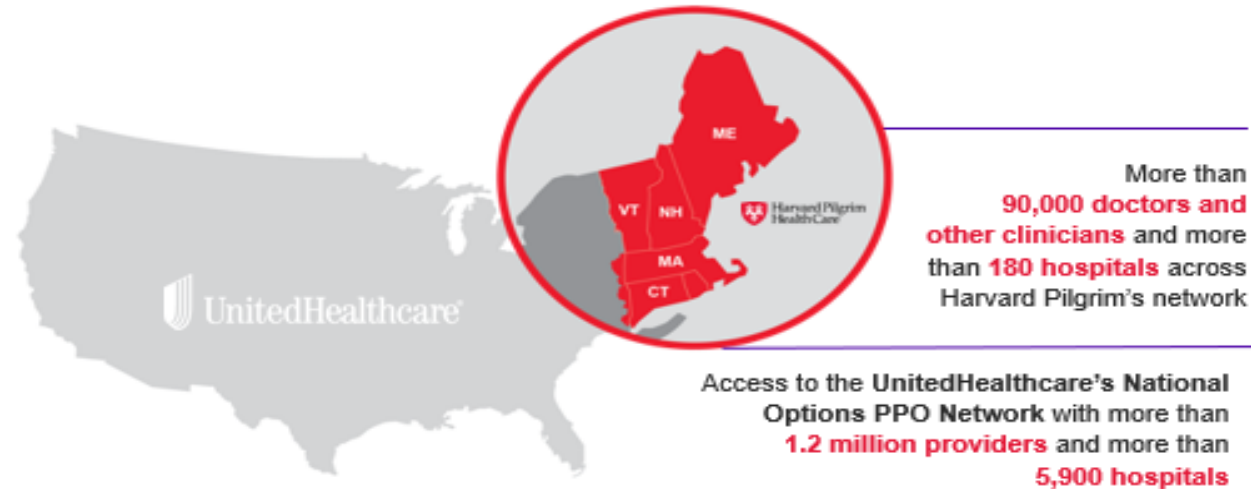 ME
VT
NH
MA
CT
Harvard Pilgrim
HealthCare
UnitedHealthcare®
More than
90,000 doctors and
other clinicians and more
than 180 hospitals across
Harvard Pilgrim's network
Access to the UnitedHealthcare's National
Options PPO Network with more than
1.2 million providers and more than
5,900 hospitals